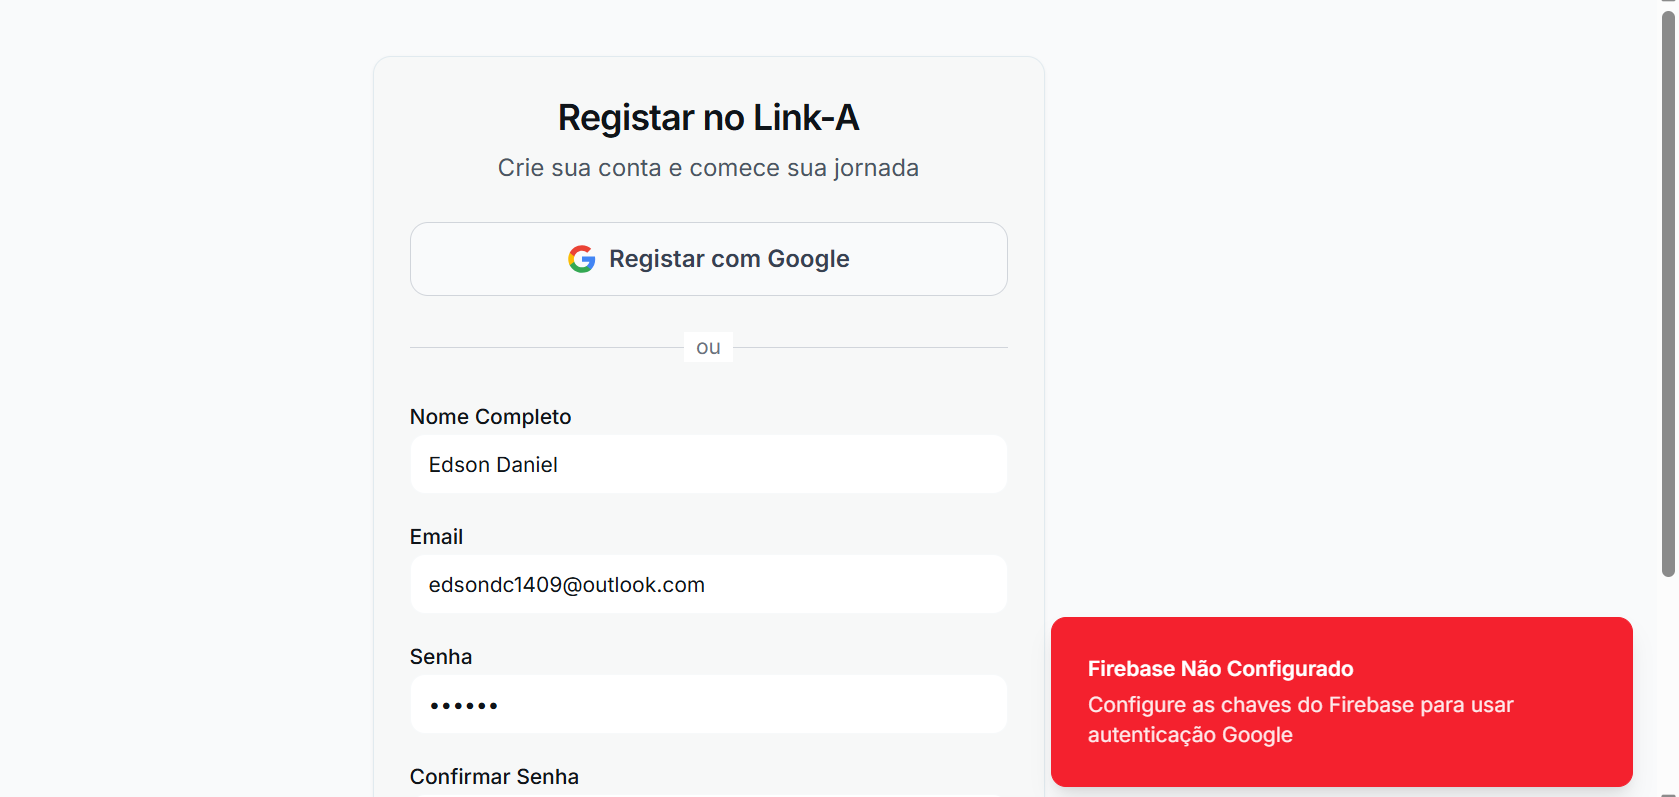 Registar no Link-A
Crie sua conta e comece sua jornada
Registar com Google
ou
Nome Completo
Edson Daniel
Email
edsondc1409@outlook.com
Senha
••••••
Confirmar Senha
Firebase Não Configurado
Configure as chaves do Firebase para usar
autenticação Google